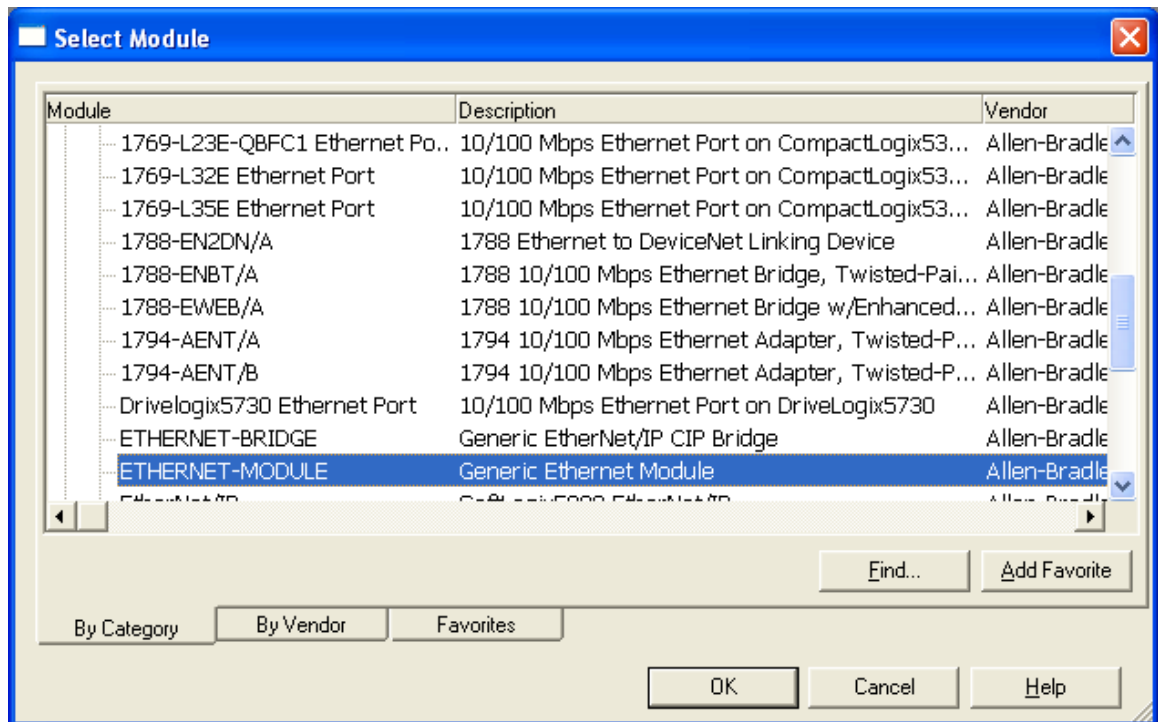 Select Module
Module Description Vendor
1769-L23E-QBFC1 Ethernet Po... 10/100 Mbps Ethernet Port on CompactLogix53... Allen-Bradle
1769-L32E Ethernet Port 10/100 Mbps Ethernet Port on CompactLogix53... Allen-Bradle
1769-L35E Ethernet Port 10/100 Mbps Ethernet Port on CompactLogix53... Allen-Bradle
1788-EN2DN/A 1788 Ethernet to DeviceNet Linking Device Allen-Bradle
1788-ENBT/A 1788 10/100 Mbps Ethernet Bridge, Twisted-Pai... Allen-Bradle
1788-EWEB/A 1788 10/100 Mbps Ethernet Bridge w/Enhanced... Allen-Bradle
1794-AENT/A 1794 10/100 Mbps Ethernet Adapter, Twisted-P... Allen-Bradle
1794-AENT/B 1794 10/100 Mbps Ethernet Adapter, Twisted-P... Allen-Bradle
Drivelogix5730 Ethernet Port 10/100 Mbps Ethernet Port on DriveLogix5730 Allen-Bradle
ETHERNET-BRIDGE Generic EtherNet/IP CIP Bridge Allen-Bradle
ETHERNET-MODULE Generic Ethernet Module Allen-Bradle
Find... Add Favorite
By Category By Vendor Favorites
OK Cancel Help